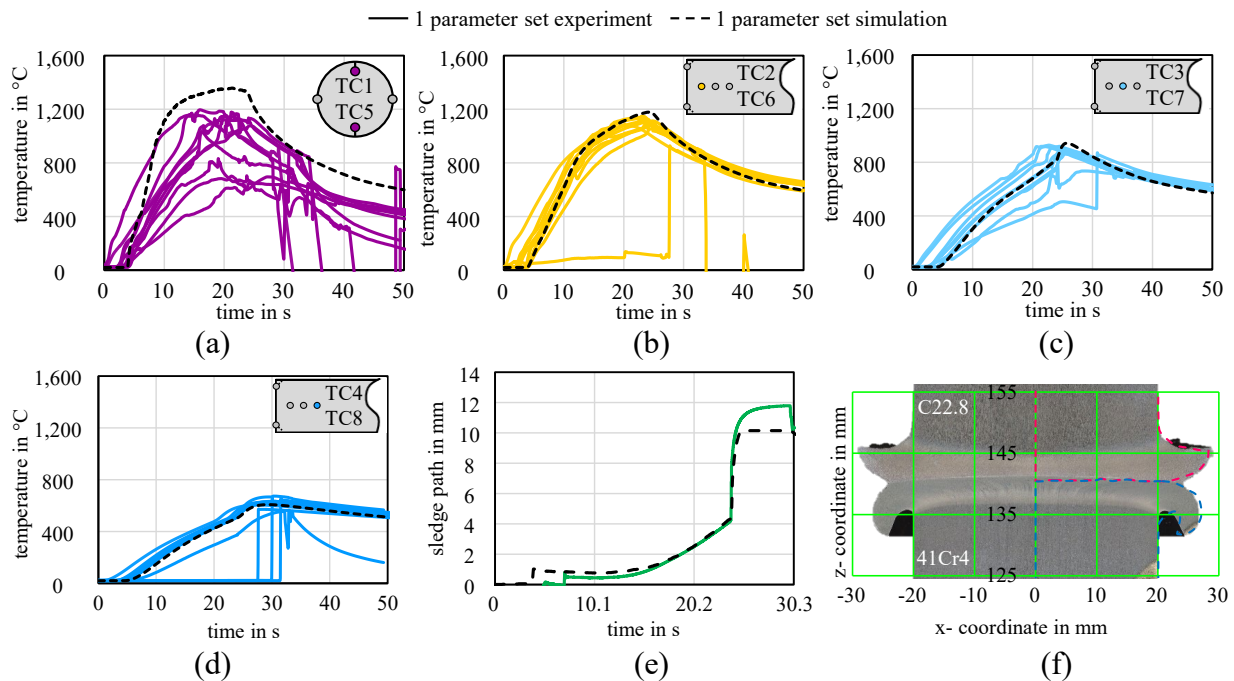 1 parameter set experiment 1 parameter set simulation
1,600
1,200
800
400
0
temperature in °C
0 10 20 30 40 50
time in s
TC1
TC5
(a)
1,600
1,200
800
400
0
temperature in °C
0 10 20 30 40 50
time in s
TC2
TC6
(b)
1,600
1,200
800
400
0
temperature in °C
0 10 20 30 40 50
time in s
TC3
TC7
(c)
1,600
1,200
800
400
0
temperature in °C
0 10 20 30 40 50
time in s
TC4
TC8
(d)
14
12
10
8
6
4
2
0
sledge path in mm
0 10.1 20.2 30.3
time in s
(e)
C22.8
41Cr4
155
145
135
125
z- coordinate in mm
-30 -20 -10 0 10 20 30
x- coordinate in mm
(f)